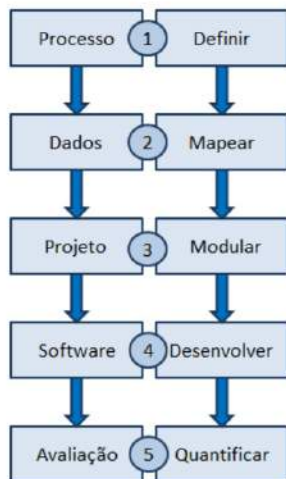 Processo 1 Definir
Dados 2 Mapear
Projeto 3 Modular
Software 4 Desenvolver
Avaliação 5 Quantificar